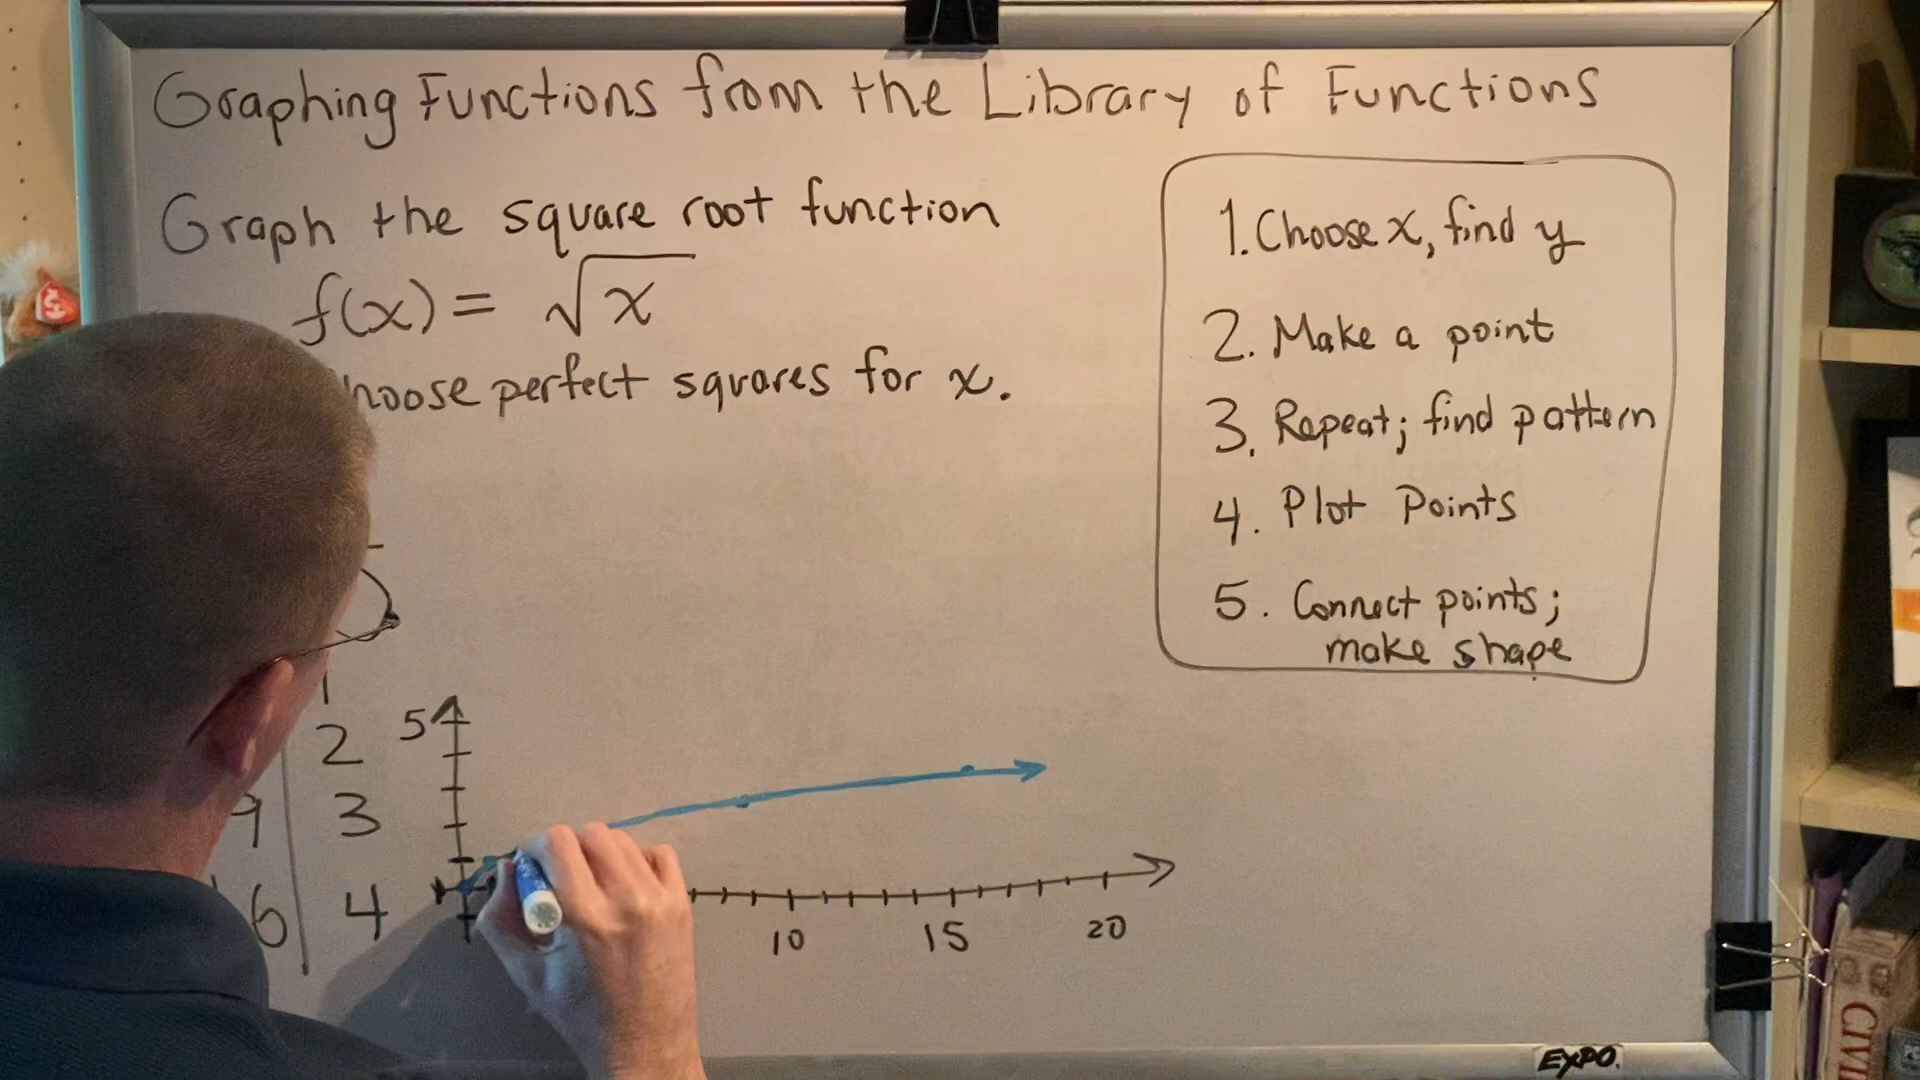 Graphing Functions from the Library of Functions
Graph the square root function
f(x) = √x
hoose perfect squares for x.
1
2
9 3
6 4
5
10 15 20
1. Choose x, find y
2. Make a point
3. Repeat; find pattern
4. Plot Points
5. Connect points;
make shape
EXPO
CIVI